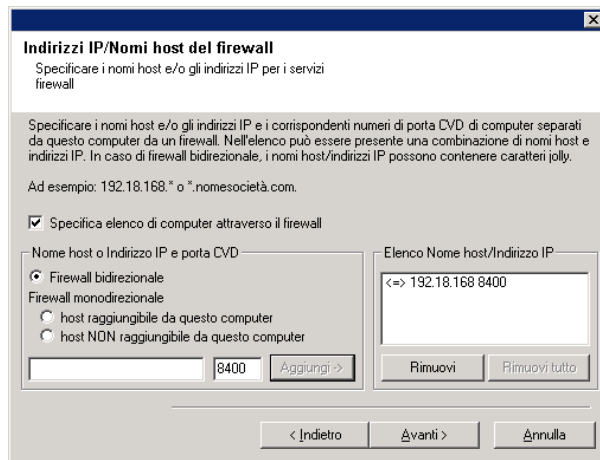 Indirizzi IP/Nomi host del firewall
Specificare i nomi host e/o gli indirizzi IP per i servizi
firewall
Specificare i nomi host e/o gli indirizzi IP e i corrispondenti numeri di porta CVD di computer separati
da questo computer da un firewall. Nell'elenco può essere presente una combinazione di nomi host e
indirizzi IP. In caso di firewall bidirezionale, i nomi host/indirizzi IP possono contenere caratteri jolly.
Ad esempio: 192.18.168.* o *.nomesocietà.com.
Specifica elenco di computer attraverso il firewall
Nome host o Indirizzo IP e porta CVD
Firewall bidirezionale
Firewall monodirezionale
host raggiungibile da questo computer
host NON raggiungibile da questo computer
8400 Aggiungi ->
Elenco Nome host/Indirizzo IP
<=> 192.18.168 8400
Rimuovi Rimuovi tutto
< Indietro Avanti > Annulla